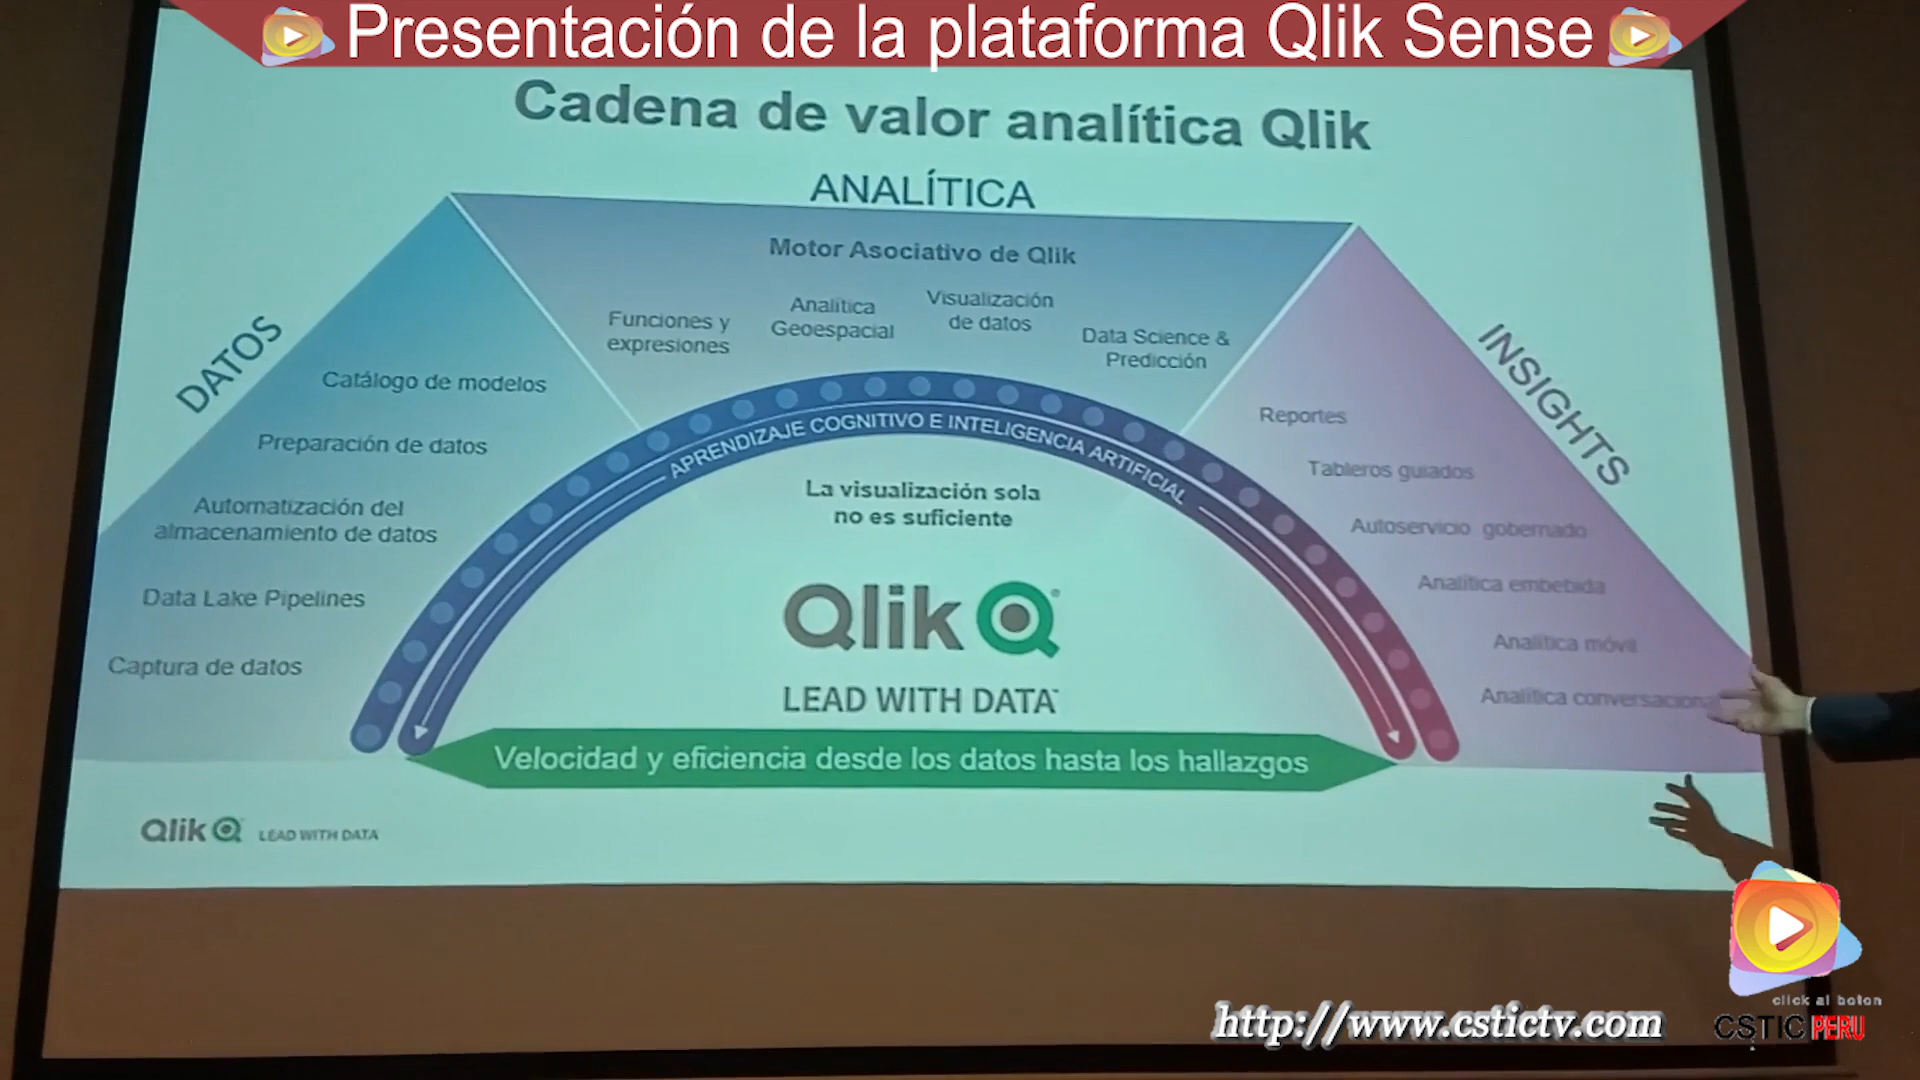 Presentación de la plataforma Qlik Sense
Cadena de valor analítica Qlik
ANALÍTICA
Motor Asociativo de Qlik
Funciones y
expresiones
Analítica
Geoespacial
Visualización
de datos
Data Science &
Predicción
DATOS
Catálogo de modelos
Preparación de datos
Automatización del
almacenamiento de datos
Data Lake Pipelines
Captura de datos
APRENDIZAJE COGNITIVO E INTELIGENCIA ARTIFICIAL
La visualización sola
no es suficiente
Qlik
LEAD WITH DATA
INSIGHTS
Reportes
Tableros guiados
Autoservicio gobernado
Analítica embebida
Analítica móvil
Analítica conversacional
Velocidad y eficiencia desde los datos hasta los hallazgos
Qlik LEAD WITH DATA
click al boton
http://www.cstictv.com
CSTIC PERU